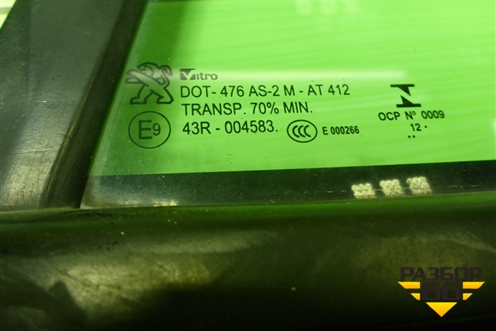 Vitro
DOT- 476 AS-2 M - AT 412
TRANSP. 70% MIN.
E9
43R - 004583.
CCC
E 000266
OCP Nº 0009
12 ·
··
РАЗБОР